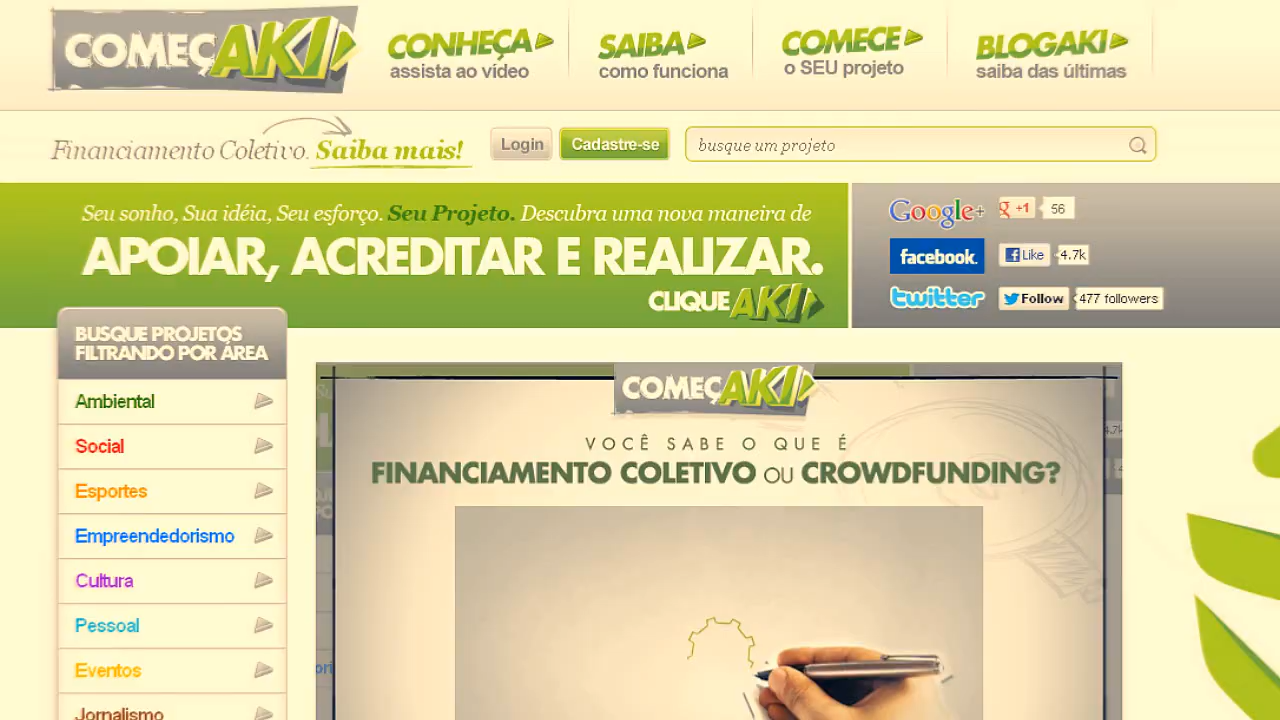 COMEÇAKI
CONHEÇA
assista ao vídeo
SAIBA
como funciona
COMECE
o SEU projeto
BLOGAKI
saiba das últimas
Financiamento Coletivo. Saiba mais!
Login
Cadastre-se
busque um projeto
Seu sonho, Sua idéia, Seu esforço. Seu Projeto. Descubra uma nova maneira de
APOIAR, ACREDITAR E REALIZAR.
CLIQUE AKI
Google+
+1
56
facebook.
Like
4.7k
twitter
Follow
477 followers
BUSQUE PROJETOS
FILTRANDO POR ÁREA
Ambiental
Social
Esportes
Empreendedorismo
Cultura
Pessoal
Eventos
Jornalismo
COMEÇAKI
VOCÊ SABE O QUE É
FINANCIAMENTO COLETIVO OU CROWDFUNDING?